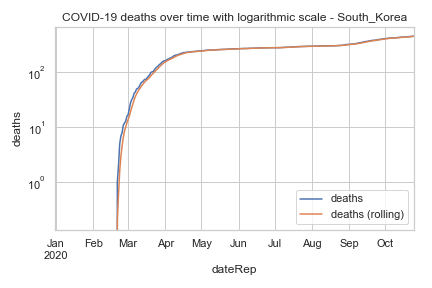 COVID-19 deaths over time with logarithmic scale - South_Korea
deaths
10²
10¹
10⁰
deaths
deaths (rolling)
Jan Feb Mar Apr May Jun Jul Aug Sep Oct
2020
dateRep